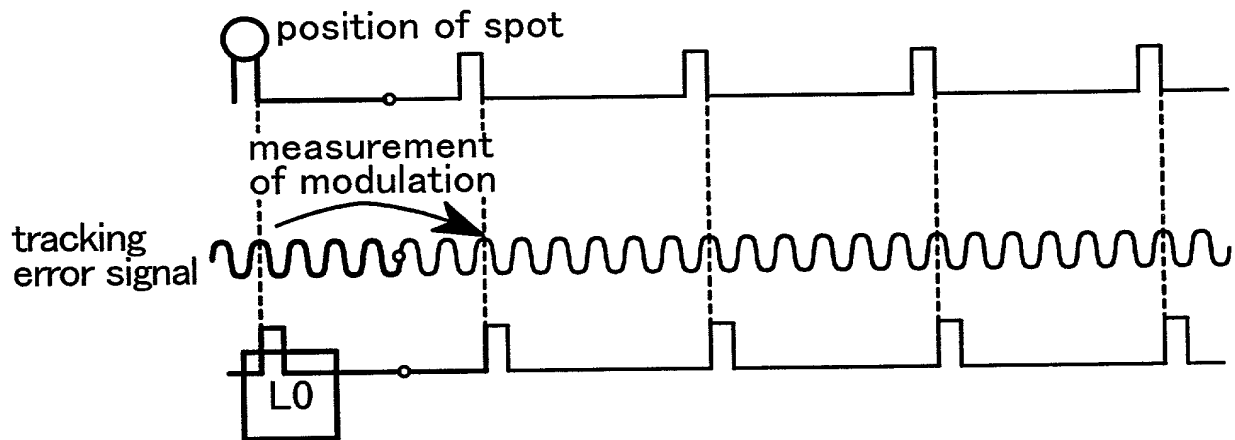 position of spot
measurement
of modulation
tracking
error signal
L0